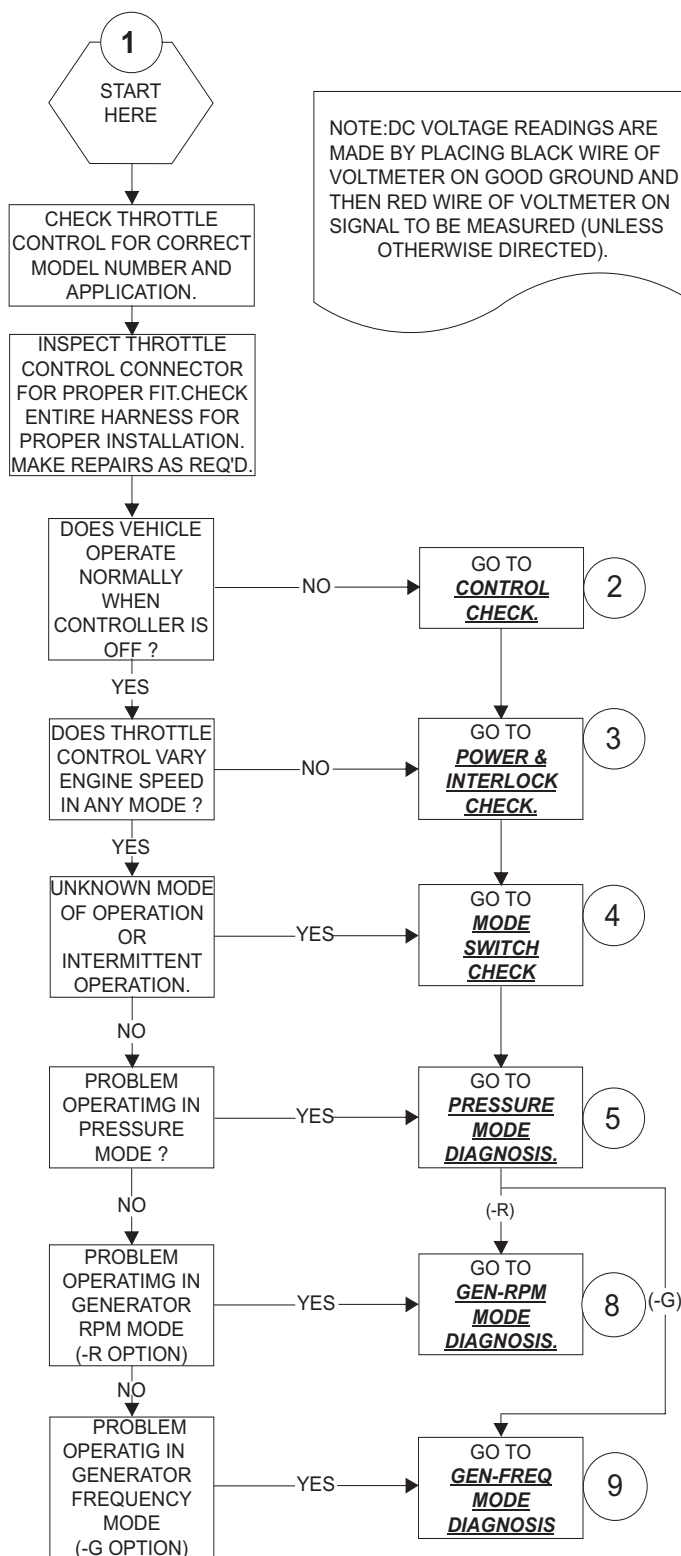 1
START
HERE
NOTE:DC VOLTAGE READINGS ARE
MADE BY PLACING BLACK WIRE OF
VOLTMETER ON GOOD GROUND AND
THEN RED WIRE OF VOLTMETER ON
SIGNAL TO BE MEASURED (UNLESS
OTHERWISE DIRECTED).
CHECK THROTTLE
CONTROL FOR CORRECT
MODEL NUMBER AND
APPLICATION.
INSPECT THROTTLE
CONTROL CONNECTOR
FOR PROPER FIT.CHECK
ENTIRE HARNESS FOR
PROPER INSTALLATION.
MAKE REPAIRS AS REQ'D.
DOES VEHICLE
OPERATE
NORMALLY
WHEN
CONTROLLER IS
OFF ?
NO
GO TO
CONTROL
CHECK.
2
YES
DOES THROTTLE
CONTROL VARY
ENGINE SPEED
IN ANY MODE ?
NO
GO TO
POWER &
INTERLOCK
CHECK.
3
YES
UNKNOWN MODE
OF OPERATION
OR
INTERMITTENT
OPERATION.
YES
GO TO
MODE
SWITCH
CHECK
4
NO
PROBLEM
OPERATIMG IN
PRESSURE
MODE ?
YES
GO TO
PRESSURE
MODE
DIAGNOSIS.
5
NO
(-R)
(-G)
PROBLEM
OPERATIMG IN
GENERATOR
RPM MODE
(-R OPTION)
YES
GO TO
GEN-RPM
MODE
DIAGNOSIS.
8
NO
PROBLEM
OPERATIG IN
GENERATOR
FREQUENCY
MODE
(-G OPTION)
YES
GO TO
GEN-FREQ
MODE
DIAGNOSIS
9